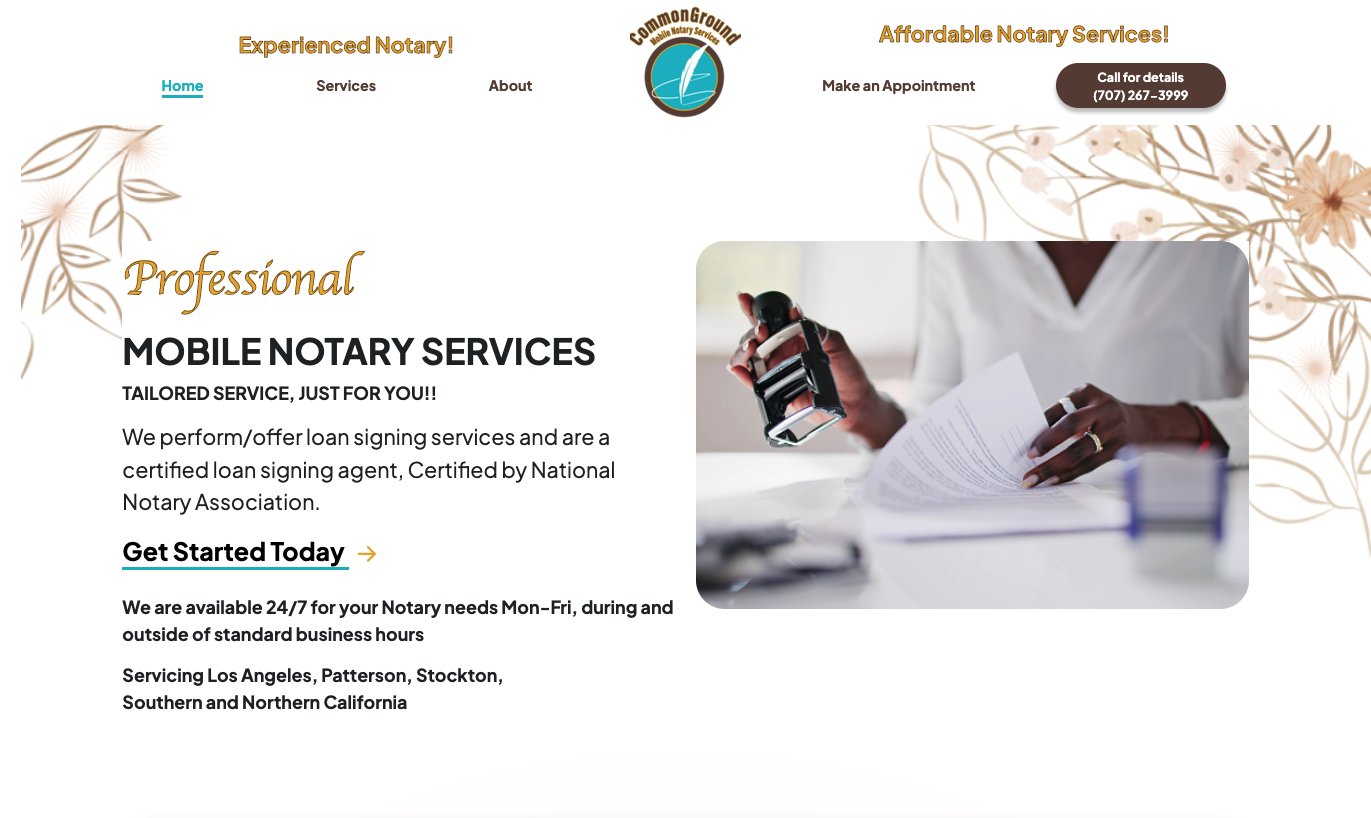 Experienced Notary!
Affordable Notary Services!
CommonGround
Mobile Notary Services
Home
Services
About
Make an Appointment
Call for details
(707) 267-3999
Professional
MOBILE NOTARY SERVICES
TAILORED SERVICE, JUST FOR YOU!!
We perform/offer loan signing services and are a
certified loan signing agent, Certified by National
Notary Association.
Get Started Today →
We are available 24/7 for your Notary needs Mon-Fri, during and
outside of standard business hours
Servicing Los Angeles, Patterson, Stockton,
Southern and Northern California